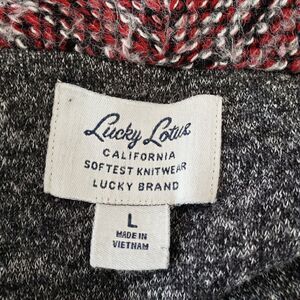 Lucky Lotus
CALIFORNIA
SOFTEST KNITWEAR
LUCKY BRAND
L
MADE IN
VIETNAM